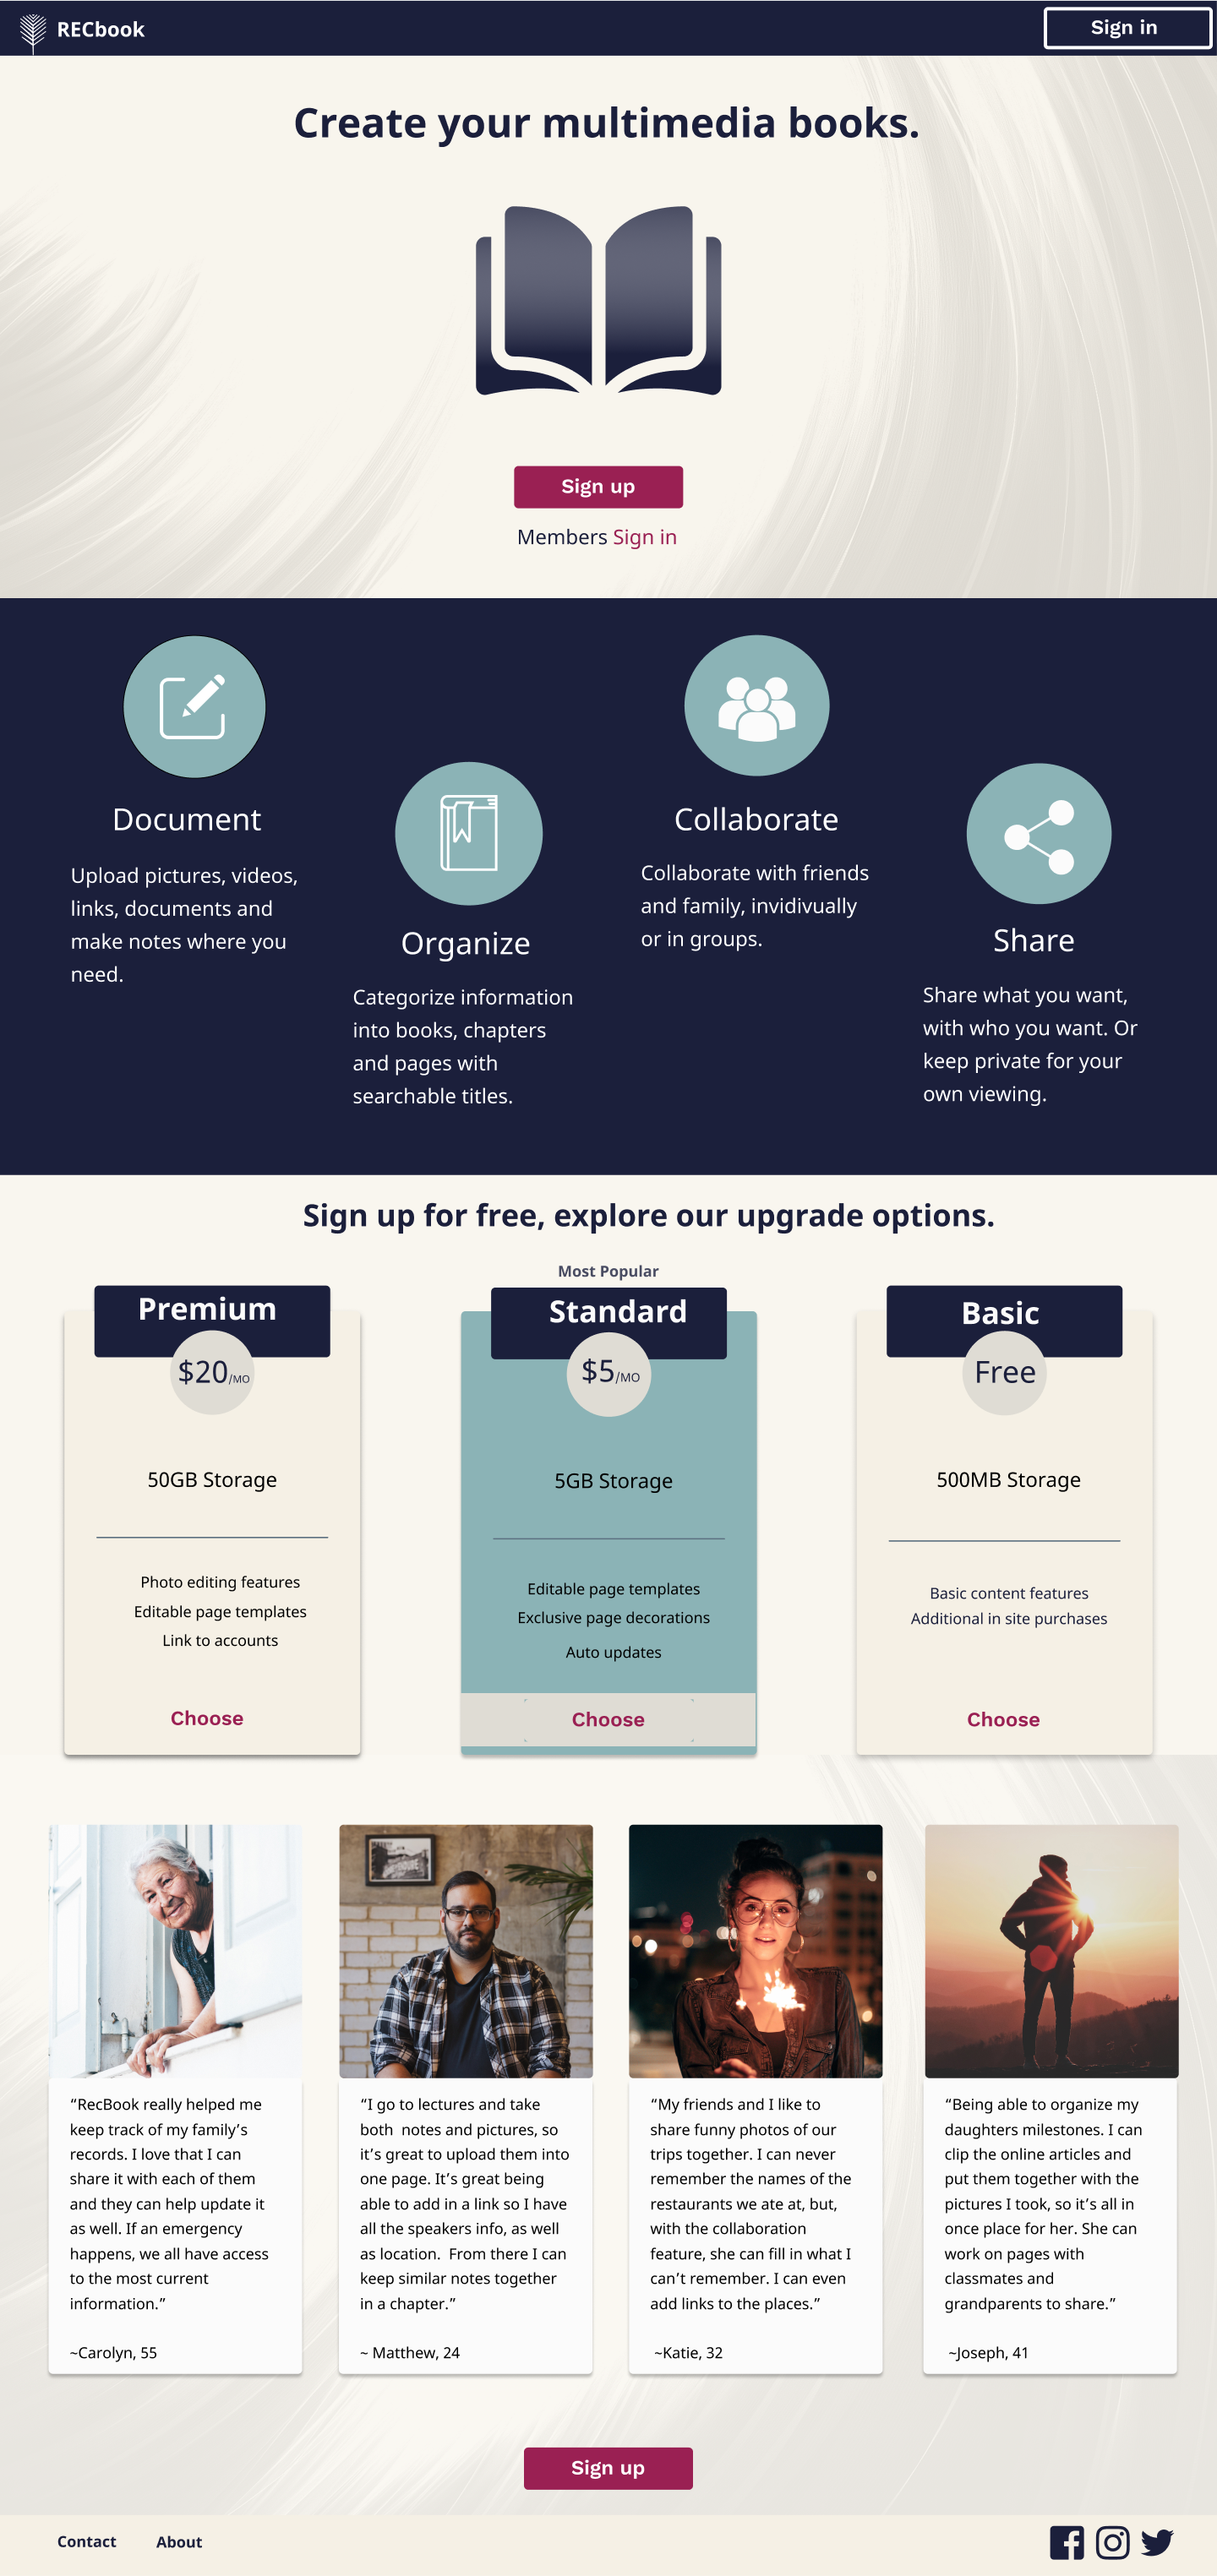 RECbook
Sign in
Create your multimedia books.
Sign up
Members Sign in
Document
Upload pictures, videos,
links, documents and
make notes where you
need.
Organize
Categorize information
into books, chapters
and pages with
searchable titles.
Collaborate
Collaborate with friends
and family, invidivually
or in groups.
Share
Share what you want,
with who you want. Or
keep private for your
own viewing.
Sign up for free, explore our upgrade options.
Premium
$20/MO
50GB Storage
Photo editing features
Editable page templates
Link to accounts
Choose
Most Popular
Standard
$5/MO
5GB Storage
Editable page templates
Exclusive page decorations
Auto updates
Choose
Basic
Free
500MB Storage
Basic content features
Additional in site purchases
Choose
“RecBook really helped me
keep track of my family’s
records. I love that I can
share it with each of them
and they can help update it
as well. If an emergency
happens, we all have access
to the most current
information.”
~Carolyn, 55
“I go to lectures and take
both  notes and pictures, so
it’s great to upload them into
one page. It’s great being
able to add in a link so I have
all the speakers info, as well
as location.  From there I can
keep similar notes together
in a chapter.”
~ Matthew, 24
“My friends and I like to
share funny photos of our
trips together. I can never
remember the names of the
restaurants we ate at, but,
with the collaboration
feature, she can fill in what I
can’t remember. I can even
add links to the places.”
~Katie, 32
“Being able to organize my
daughters milestones. I can
clip the online articles and
put them together with the
pictures I took, so it’s all in
once place for her. She can
work on pages with
classmates and
grandparents to share.”
~Joseph, 41
Sign up
Contact
About